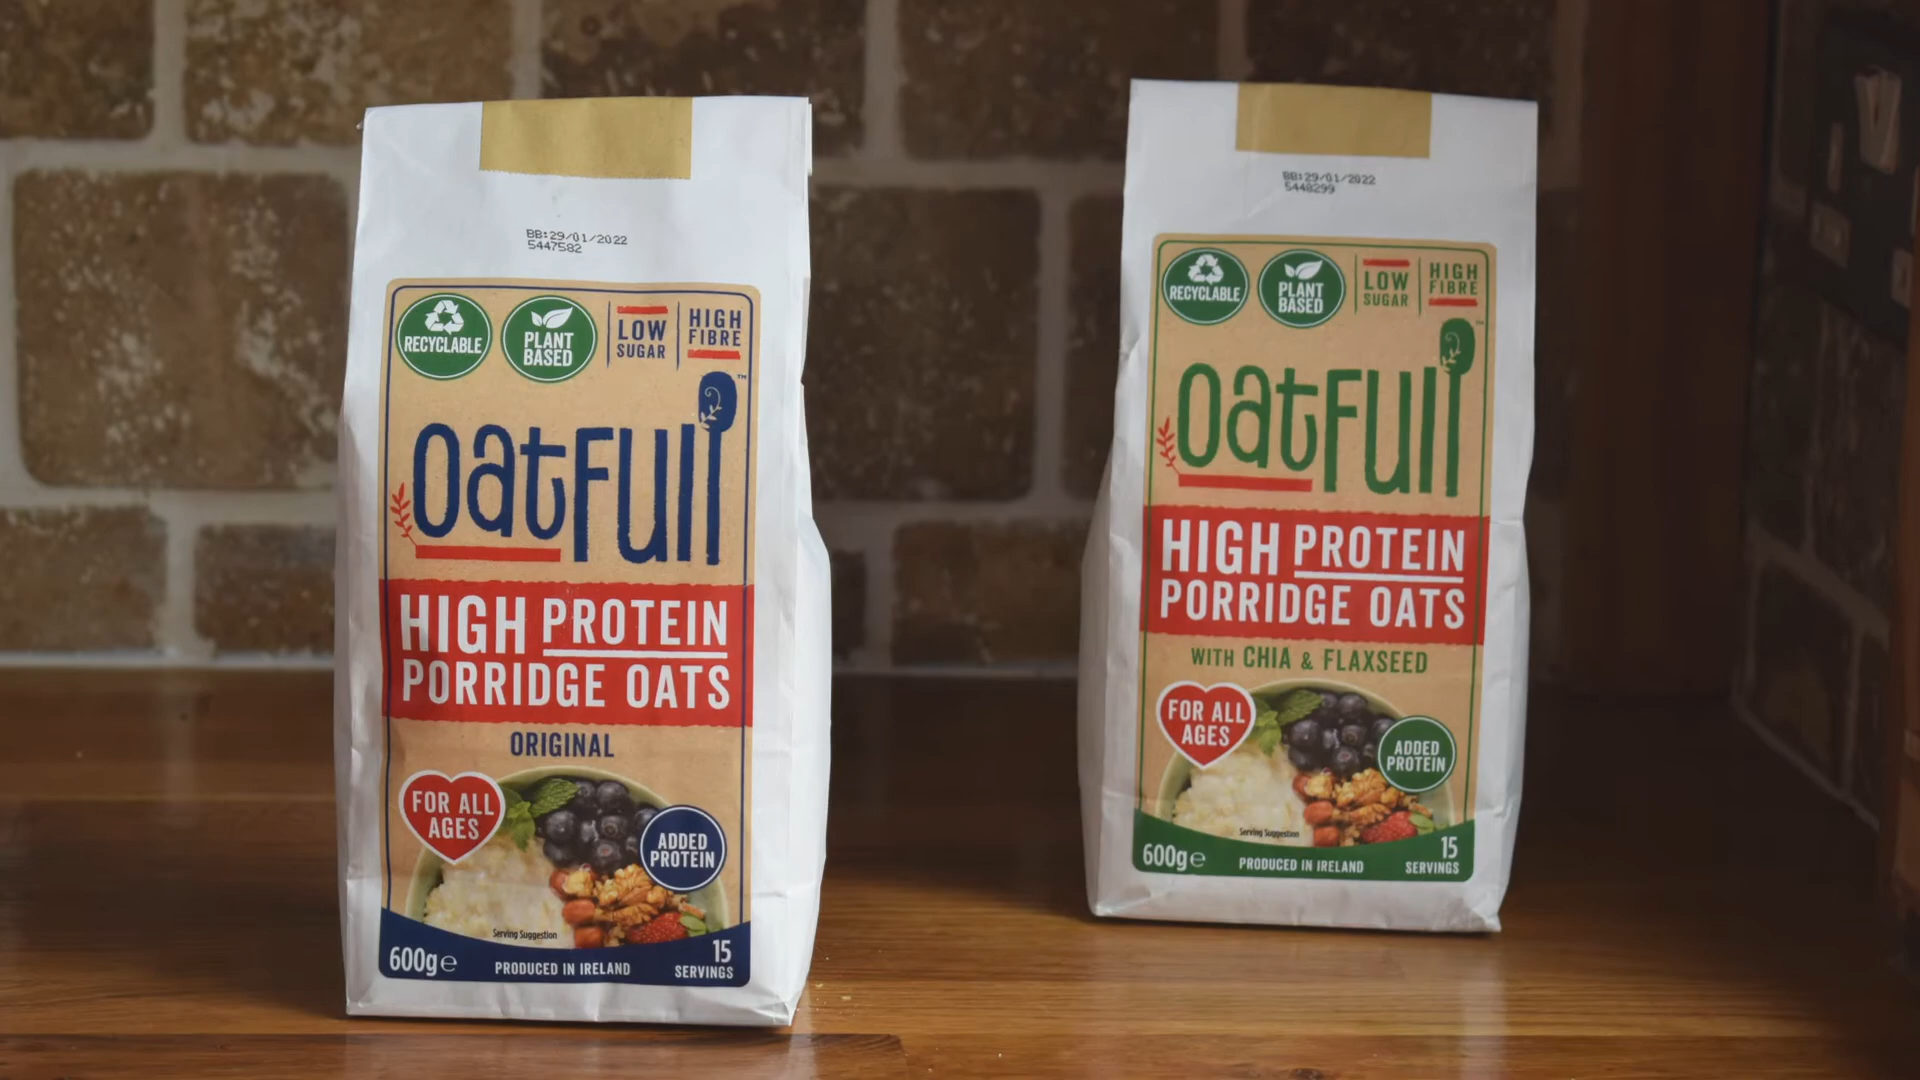 BB:29/01/2022
5447582
RECYCLABLE
PLANT
BASED
LOW
SUGAR
HIGH
FIBRE
™
oatfull
HIGH PROTEIN
PORRIDGE OATS
ORIGINAL
FOR ALL
AGES
ADDED
PROTEIN
Serving Suggestion
600g e
PRODUCED IN IRELAND
15
SERVINGS
BB:29/01/2022
5448299
RECYCLABLE
PLANT
BASED
LOW
SUGAR
HIGH
FIBRE
™
oatfull
HIGH PROTEIN
PORRIDGE OATS
WITH CHIA & FLAXSEED
FOR ALL
AGES
ADDED
PROTEIN
Serving Suggestion
600g e
PRODUCED IN IRELAND
15
SERVINGS